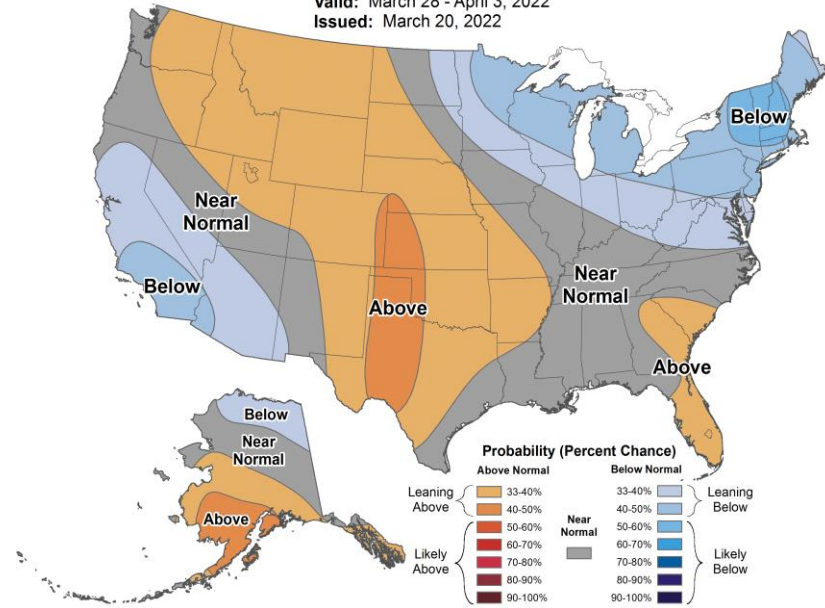 Valid: March 28 - April 3, 2022
Issued: March 20, 2022
Below
Near
Normal
Below
Near
Normal
Above
Above
Below
Near
Normal
Above
Probability (Percent Chance)
Above Normal
Below Normal
Leaning
Above
33-40%
40-50%
Likely
Above
50-60%
60-70%
70-80%
80-90%
90-100%
Near
Normal
33-40%
40-50%
Leaning
Below
50-60%
60-70%
70-80%
80-90%
90-100%
Likely
Below